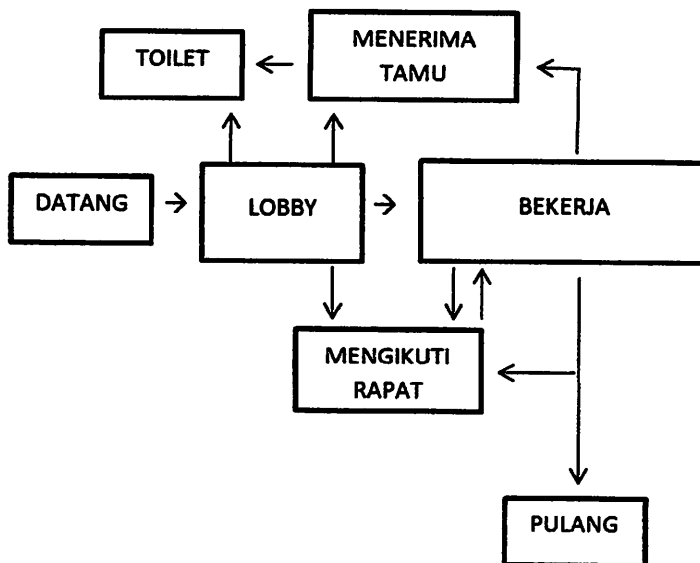 TOILET
MENERIMA
TAMU
DATANG
LOBBY
BEKERJA
MENGIKUTI
RAPAT
PULANG